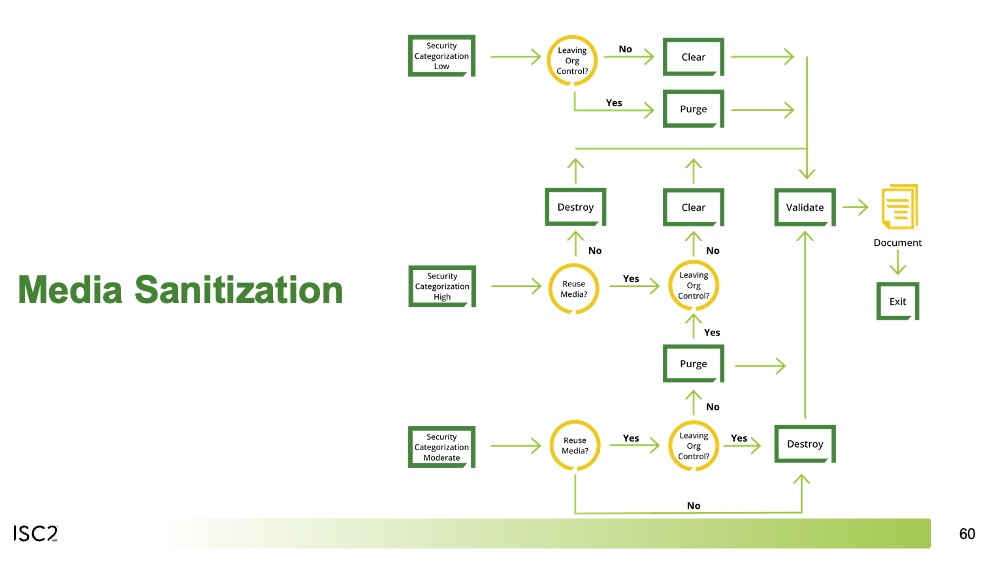 Security
Categorization
Low
Leaving
Org
Control?
No
Clear
Yes
Purge
Destroy
Clear
Validate
Document
No
No
Media Sanitization
Security
Categorization
High
Reuse
Media?
Yes
Leaving
Org
Control?
Exit
Yes
Purge
No
Security
Categorization
Moderate
Reuse
Media?
Yes
Leaving
Org
Control?
Yes
Destroy
No
ISC2
60